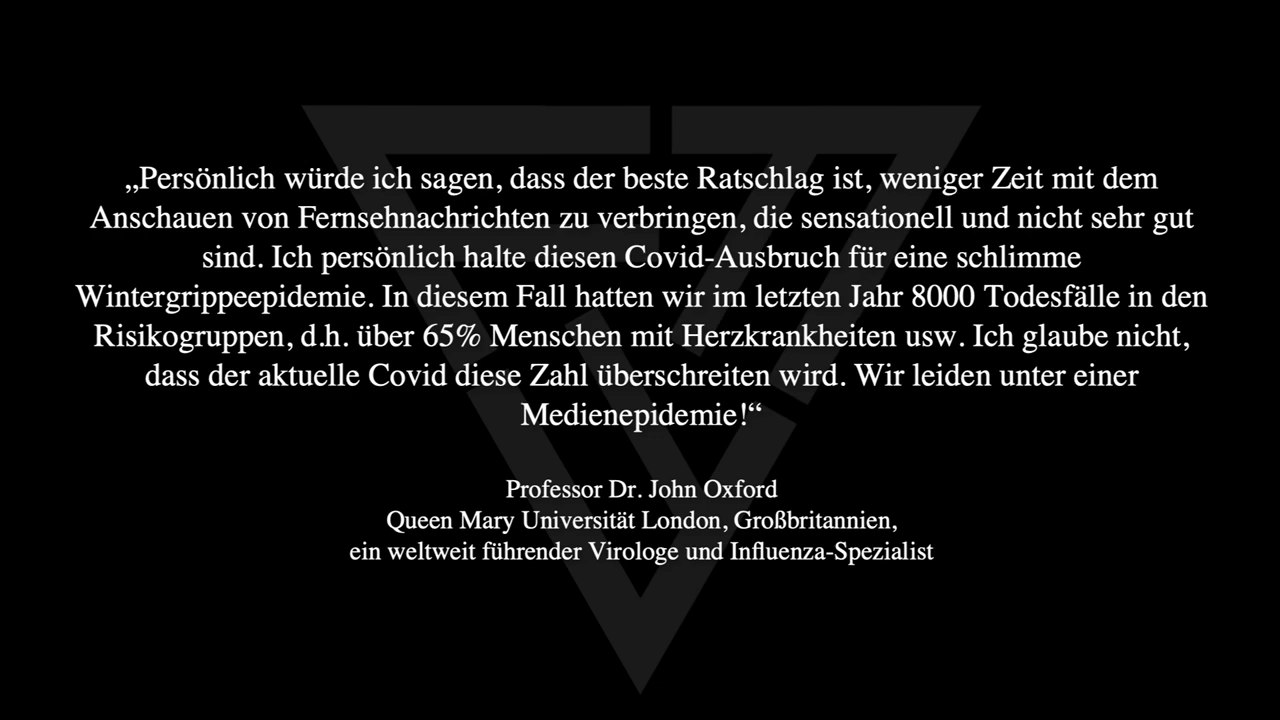 „Persönlich würde ich sagen, dass der beste Ratschlag ist, weniger Zeit mit dem
Anschauen von Fernsehnachrichten zu verbringen, die sensationell und nicht sehr gut
sind. Ich persönlich halte diesen Covid-Ausbruch für eine schlimme
Wintergrippeepidemie. In diesem Fall hatten wir im letzten Jahr 8000 Todesfälle in den
Risikogruppen, d.h. über 65% Menschen mit Herzkrankheiten usw. Ich glaube nicht,
dass der aktuelle Covid diese Zahl überschreiten wird. Wir leiden unter einer
Medienepidemie!“
Professor Dr. John Oxford
Queen Mary Universität London, Großbritannien,
ein weltweit führender Virologe und Influenza-Spezialist